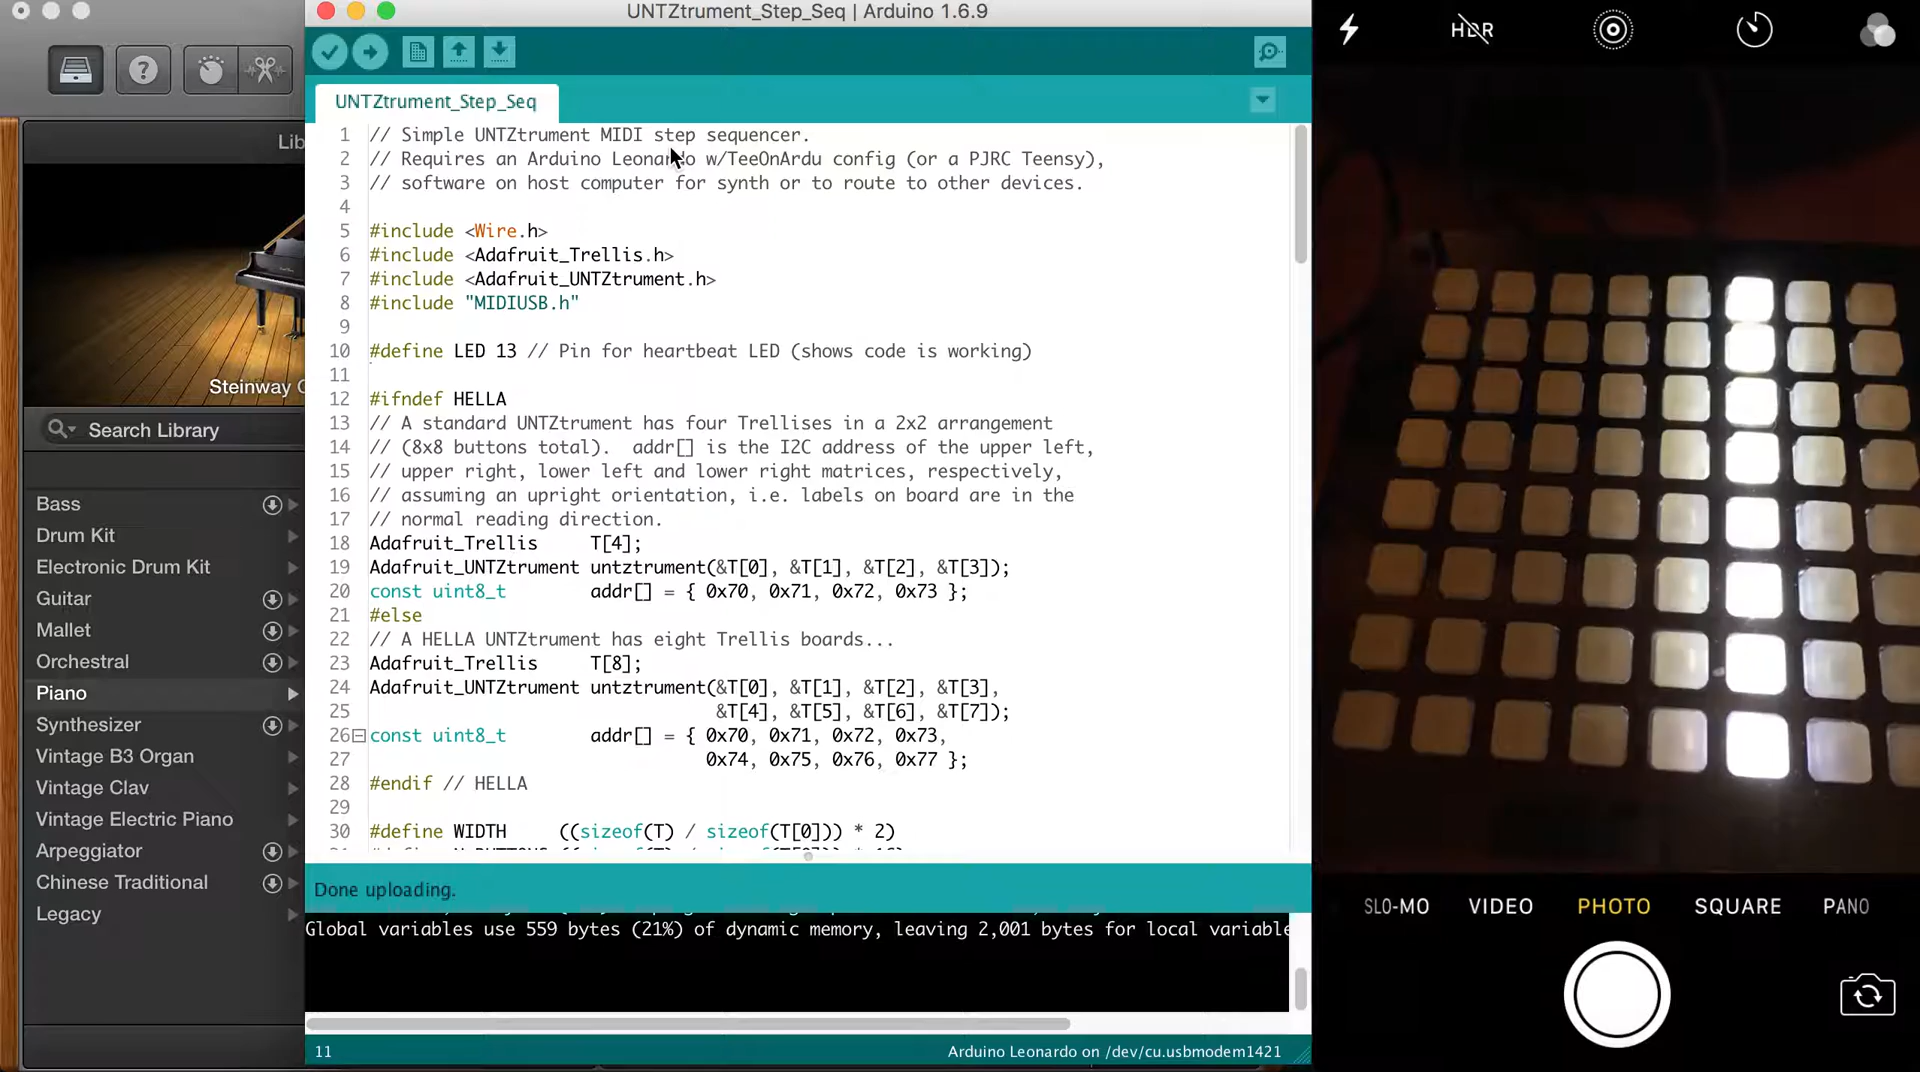 UNTZtrument_Step_Seq | Arduino 1.6.9
HDR
UNTZtrument_Step_Seq
Lib
Steinway G
Search Library
Bass
Drum Kit
Electronic Drum Kit
Guitar
Mallet
Orchestral
Piano
Synthesizer
Vintage B3 Organ
Vintage Clav
Vintage Electric Piano
Arpeggiator
Chinese Traditional
Legacy
1 // Simple UNTZtrument MIDI step sequencer.
2 // Requires an Arduino Leonardo w/TeeOnArdu config (or a PJRC Teensy),
3 // software on host computer for synth or to route to other devices.
4
5 #include <Wire.h>
6 #include <Adafruit_Trellis.h>
7 #include <Adafruit_UNTZtrument.h>
8 #include "MIDIUSB.h"
9
10 #define LED 13 // Pin for heartbeat LED (shows code is working)
11
12 #ifndef HELLA
13 // A standard UNTZtrument has four Trellises in a 2x2 arrangement
14 // (8x8 buttons total).  addr[] is the I2C address of the upper left,
15 // upper right, lower left and lower right matrices, respectively,
16 // assuming an upright orientation, i.e. labels on board are in the
17 // normal reading direction.
18 Adafruit_Trellis     T[4];
19 Adafruit_UNTZtrument untztrument(&T[0], &T[1], &T[2], &T[3]);
20 const uint8_t        addr[] = { 0x70, 0x71, 0x72, 0x73 };
21 #else
22 // A HELLA UNTZtrument has eight Trellis boards...
23 Adafruit_Trellis     T[8];
24 Adafruit_UNTZtrument untztrument(&T[0], &T[1], &T[2], &T[3],
25 &T[4], &T[5], &T[6], &T[7]);
26 const uint8_t        addr[] = { 0x70, 0x71, 0x72, 0x73,
27 0x74, 0x75, 0x76, 0x77 };
28 #endif // HELLA
29
30 #define WIDTH     ((sizeof(T) / sizeof(T[0])) * 2)
Done uploading.
Global variables use 559 bytes (21%) of dynamic memory, leaving 2,001 bytes for local variable
11
Arduino Leonardo on /dev/cu.usbmodem1421
SLO-MO VIDEO PHOTO SQUARE PANO